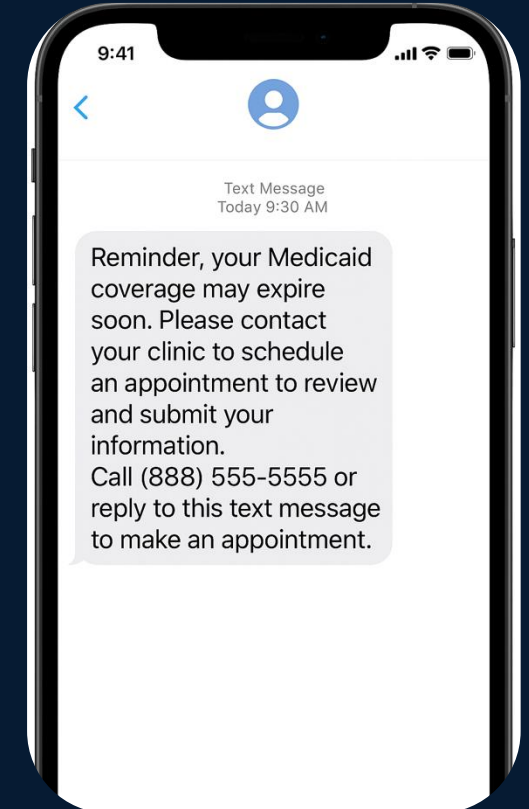 9:41
Text Message
Today 9:30 AM
Reminder, your Medicaid
coverage may expire
soon. Please contact
your clinic to schedule
an appointment to review
and submit your
information.
Call (888) 555-5555 or
reply to this text message
to make an appointment.